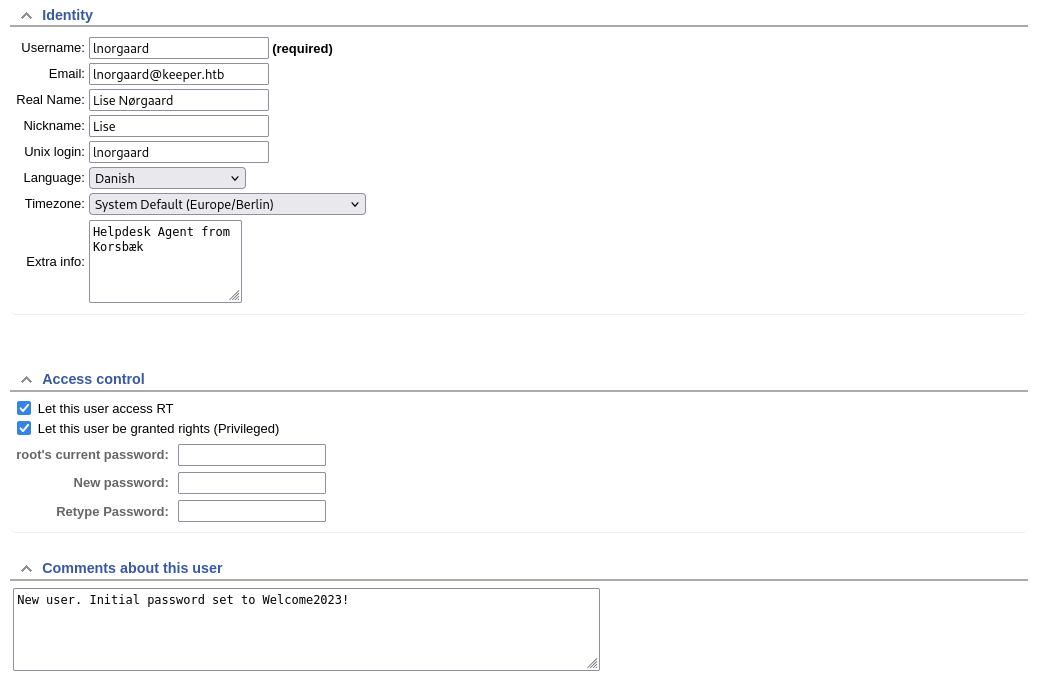 Identity
Username: lnorgaard (required)
Email: lnorgaard@keeper.htb
Real Name: Lise Nørgaard
Nickname: Lise
Unix login: lnorgaard
Language: Danish
Timezone: System Default (Europe/Berlin)
Extra info: Helpdesk Agent from
Korsbæk
Access control
Let this user access RT
Let this user be granted rights (Privileged)
root's current password:
New password:
Retype Password:
Comments about this user
New user. Initial password set to Welcome2023!